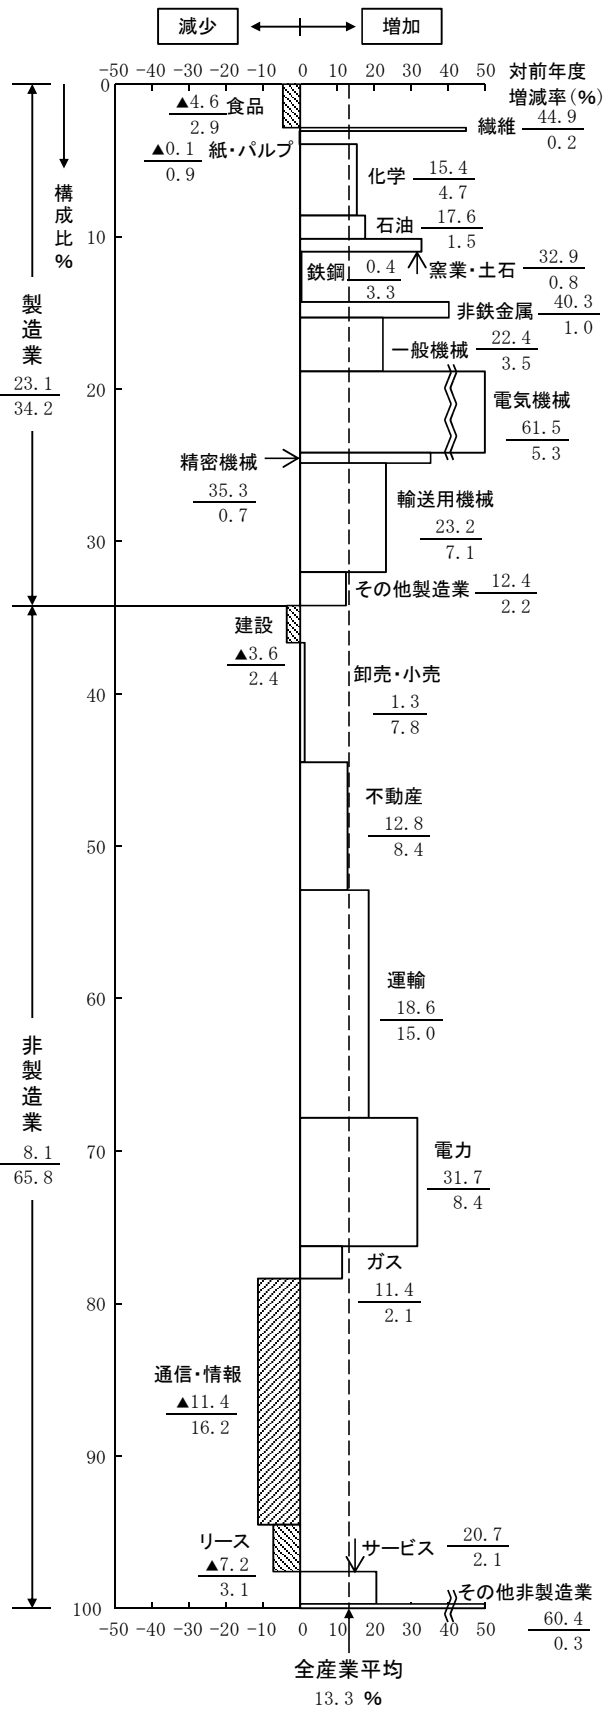 減少 増加
-50 -40 -30 -20 -10 0 10 20 30 40 50
対前年度
増減率(%)
0
10
20
30
40
50
60
70
80
90
100
構成比%
製造業
23.1
34.2
非製造業
8.1
65.8
▲4.6 食品
2.9
繊維 44.9
0.2
▲0.1 紙・パルプ
0.9
化学 15.4
4.7
石油 17.6
1.5
窯業・土石 32.9
0.8
鉄鋼 0.4
3.3
非鉄金属 40.3
1.0
一般機械 22.4
3.5
電気機械
61.5
5.3
精密機械
35.3
0.7
輸送用機械
23.2
7.1
その他製造業 12.4
2.2
建設
▲3.6
2.4
卸売・小売
1.3
7.8
不動産
12.8
8.4
運輸
18.6
15.0
電力
31.7
8.4
ガス
11.4
2.1
通信・情報
▲11.4
16.2
リース
▲7.2
3.1
サービス 20.7
2.1
その他非製造業
60.4
0.3
-50 -40 -30 -20 -10 0 10 20 30 40 50
全産業平均
13.3 %